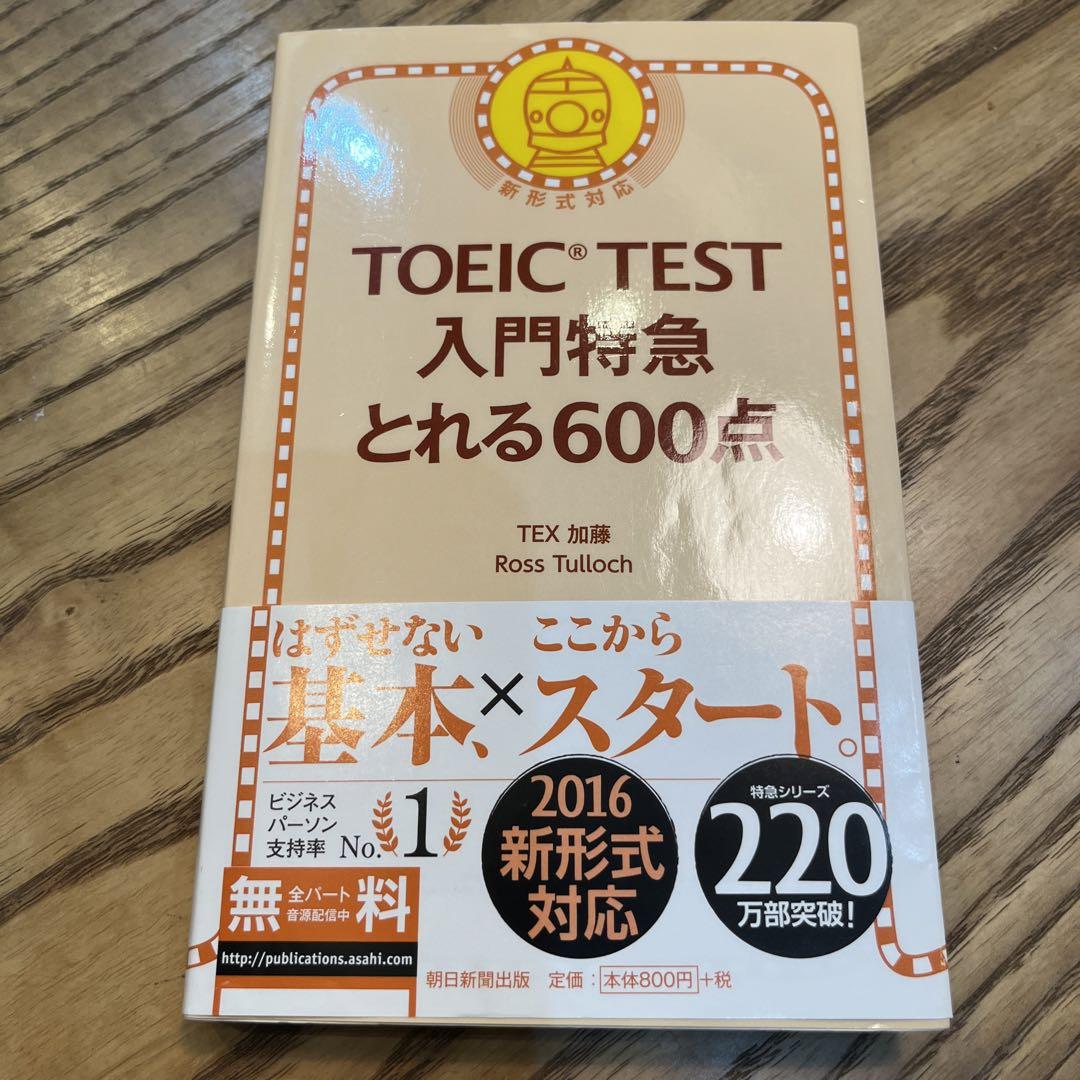 新形式対応
TOEIC® TEST
入門特急
とれる600点
TEX 加藤
Ross Tulloch
はずせない ここから
基本、×スタート。
ビジネス
パーソン
支持率 No.1
2016
新形式
対応
特急シリーズ
220
万部突破!
無料
全パート
音源配信中
http://publications.asahi.com
朝日新聞出版 定価：本体800円+税